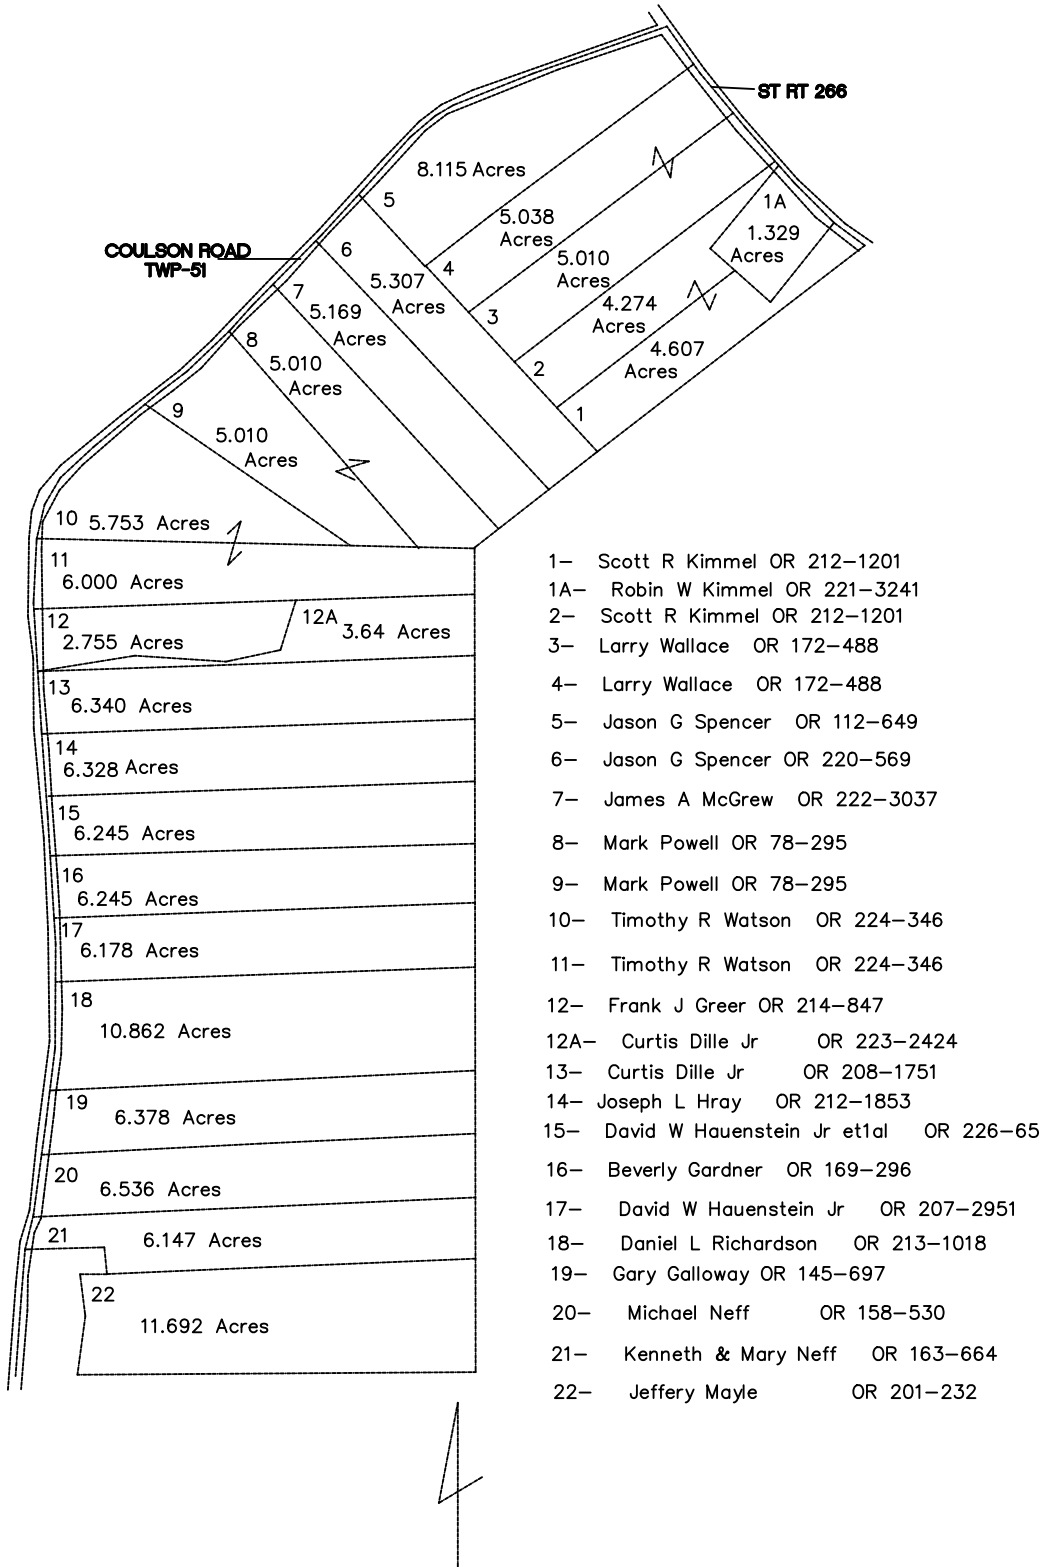 ST RT 266
8.115 Acres
5
1A
5.038
Acres
1.329
Acres
COULSON ROAD
TWP-51
6
5.010
Acres
4
5.307
Acres
7
4.274
Acres
5.169
Acres
3
8
4.607
Acres
5.010
Acres
2
9
1
5.010
Acres
10 5.753 Acres
11
6.000 Acres
12
2.755 Acres
12A 3.64 Acres
13
6.340 Acres
14
6.328 Acres
15
6.245 Acres
16
6.245 Acres
17
6.178 Acres
18
10.862 Acres
19
6.378 Acres
20
6.536 Acres
21
6.147 Acres
22
11.692 Acres
1- Scott R Kimmel OR 212-1201
1A- Robin W Kimmel OR 221-3241
2- Scott R Kimmel OR 212-1201
3- Larry Wallace OR 172-488
4- Larry Wallace OR 172-488
5- Jason G Spencer OR 112-649
6- Jason G Spencer OR 220-569
7- James A McGrew OR 222-3037
8- Mark Powell OR 78-295
9- Mark Powell OR 78-295
10- Timothy R Watson OR 224-346
11- Timothy R Watson OR 224-346
12- Frank J Greer OR 214-847
12A- Curtis Dille Jr OR 223-2424
13- Curtis Dille Jr OR 208-1751
14- Joseph L Hray OR 212-1853
15- David W Hauenstein Jr et1al OR 226-65
16- Beverly Gardner OR 169-296
17- David W Hauenstein Jr OR 207-2951
18- Daniel L Richardson OR 213-1018
19- Gary Galloway OR 145-697
20- Michael Neff OR 158-530
21- Kenneth & Mary Neff OR 163-664
22- Jeffery Mayle OR 201-232